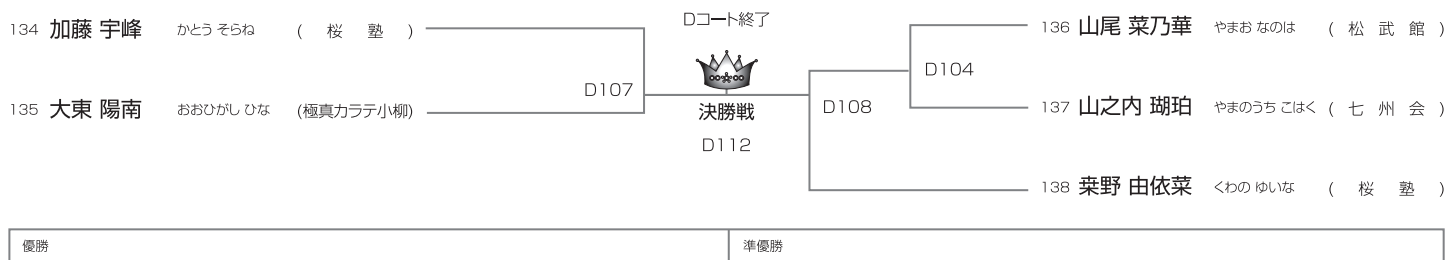 134 加藤 宇峰 かとう そらね ( 桜 塾 )
135 大東 陽南 おおひがし ひな (極真カラテ小柳)
D107
Dコート終了
決勝戦
D112
D108
D104
136 山尾 菜乃華 やまお なのは ( 松 武 館 )
137 山之内 瑚珀 やまのうち こはく ( 七 州 会 )
138 桒野 由依菜 くわの ゆいな ( 桜 塾 )
優勝
準優勝